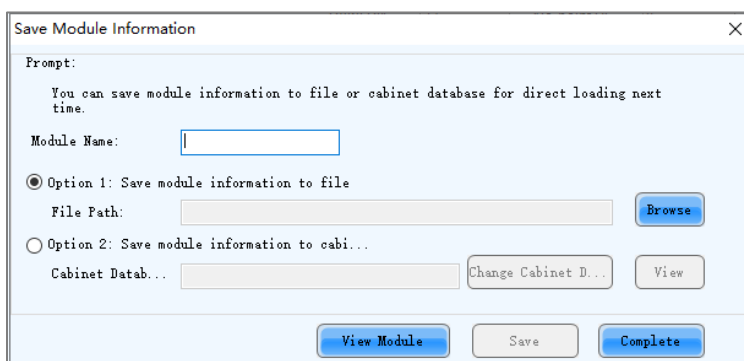 Save Module Information
Prompt:
You can save module information to file or cabinet database for direct loading next
time.
Module Name:
Option 1: Save module information to file
File Path:
Browse
Option 2: Save module information to cabi...
Cabinet Datab...
Change Cabinet D...
View
View Module
Save
Complete